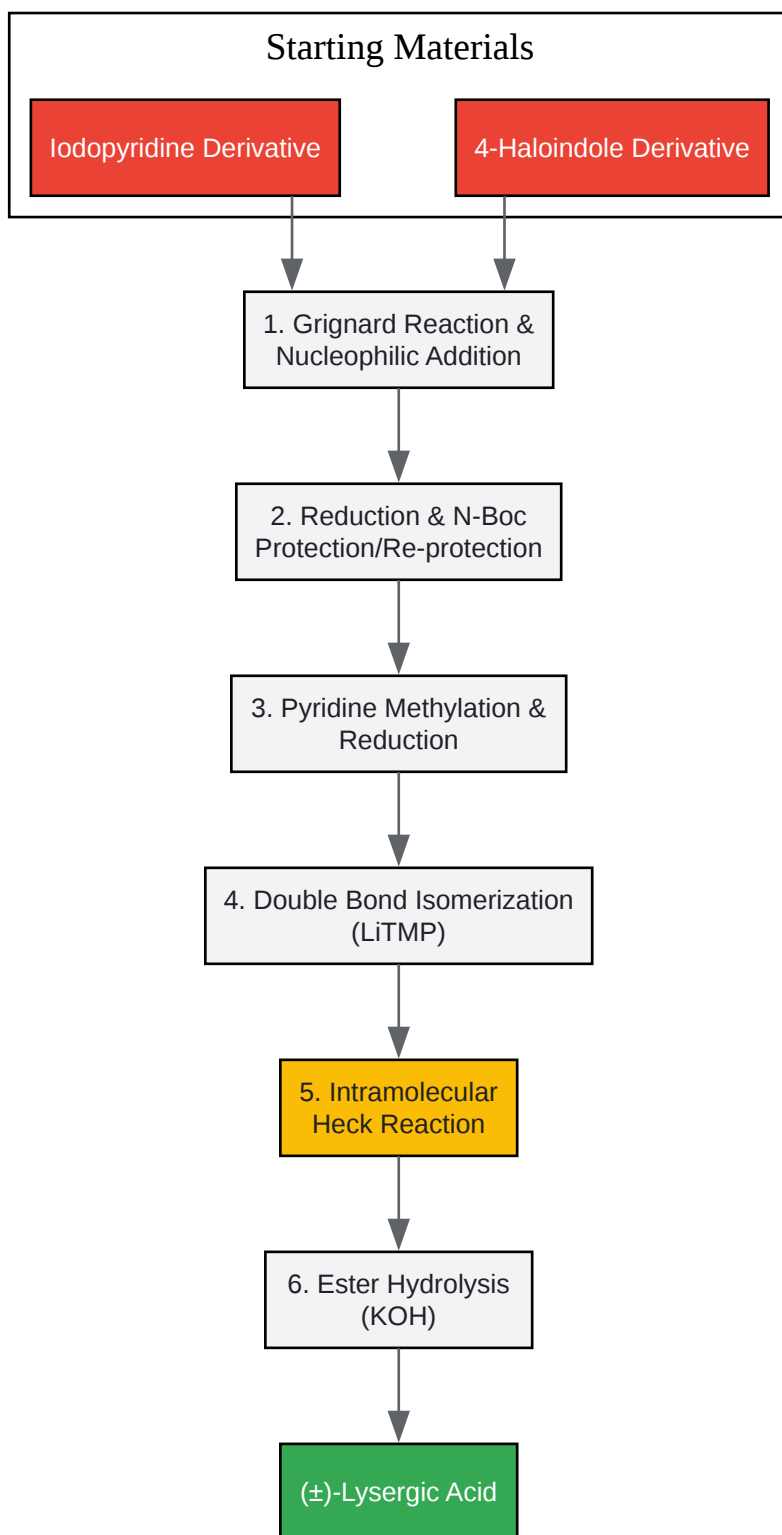 Starting Materials
Iodopyridine Derivative
4-Haloindole Derivative
1. Grignard Reaction &
Nucleophilic Addition
2. Reduction & N-Boc
Protection/Re-protection
3. Pyridine Methylation &
Reduction
4. Double Bond Isomerization
(LiTMP)
5. Intramolecular
Heck Reaction
6. Ester Hydrolysis
(KOH)
(±)-Lysergic Acid